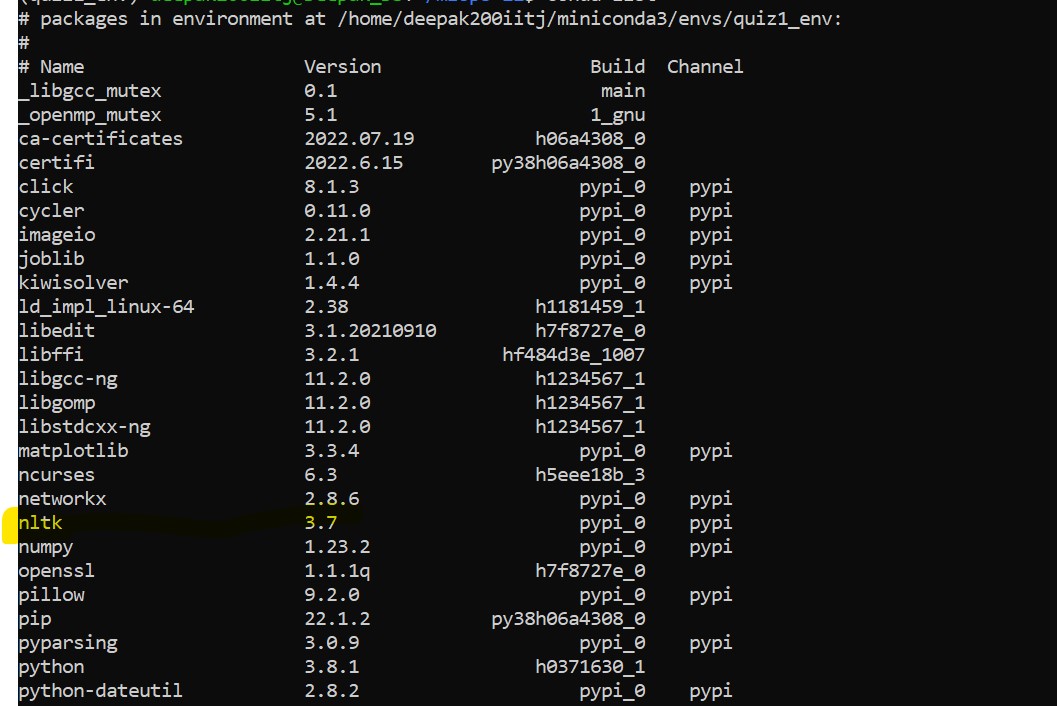 # packages in environment at /home/deepak200iitj/miniconda3/envs/quiz1_env:
#
# Name Version Build Channel
_libgcc_mutex 0.1 main
_openmp_mutex 5.1 1_gnu
ca-certificates 2022.07.19 h06a4308_0
certifi 2022.6.15 py38h06a4308_0
click 8.1.3 pypi_0 pypi
cycler 0.11.0 pypi_0 pypi
imageio 2.21.1 pypi_0 pypi
joblib 1.1.0 pypi_0 pypi
kiwisolver 1.4.4 pypi_0 pypi
ld_impl_linux-64 2.38 h1181459_1
libedit 3.1.20210910 h7f8727e_0
libffi 3.2.1 hf484d3e_1007
libgcc-ng 11.2.0 h1234567_1
libgomp 11.2.0 h1234567_1
libstdcxx-ng 11.2.0 h1234567_1
matplotlib 3.3.4 pypi_0 pypi
ncurses 6.3 h5eee18b_3
networkx 2.8.6 pypi_0 pypi
nltk 3.7 pypi_0 pypi
numpy 1.23.2 pypi_0 pypi
openssl 1.1.1q h7f8727e_0
pillow 9.2.0 pypi_0 pypi
pip 22.1.2 py38h06a4308_0
pyparsing 3.0.9 pypi_0 pypi
python 3.8.1 h0371630_1
python-dateutil 2.8.2 pypi_0 pypi